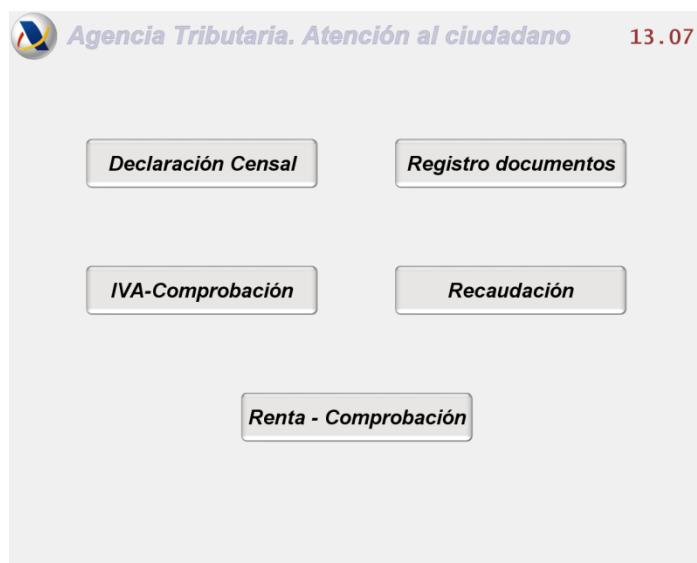 Agencia Tributaria. Atención al ciudadano 13.07
Declaración Censal Registro documentos
IVA-Comprobación Recaudación
Renta - Comprobación